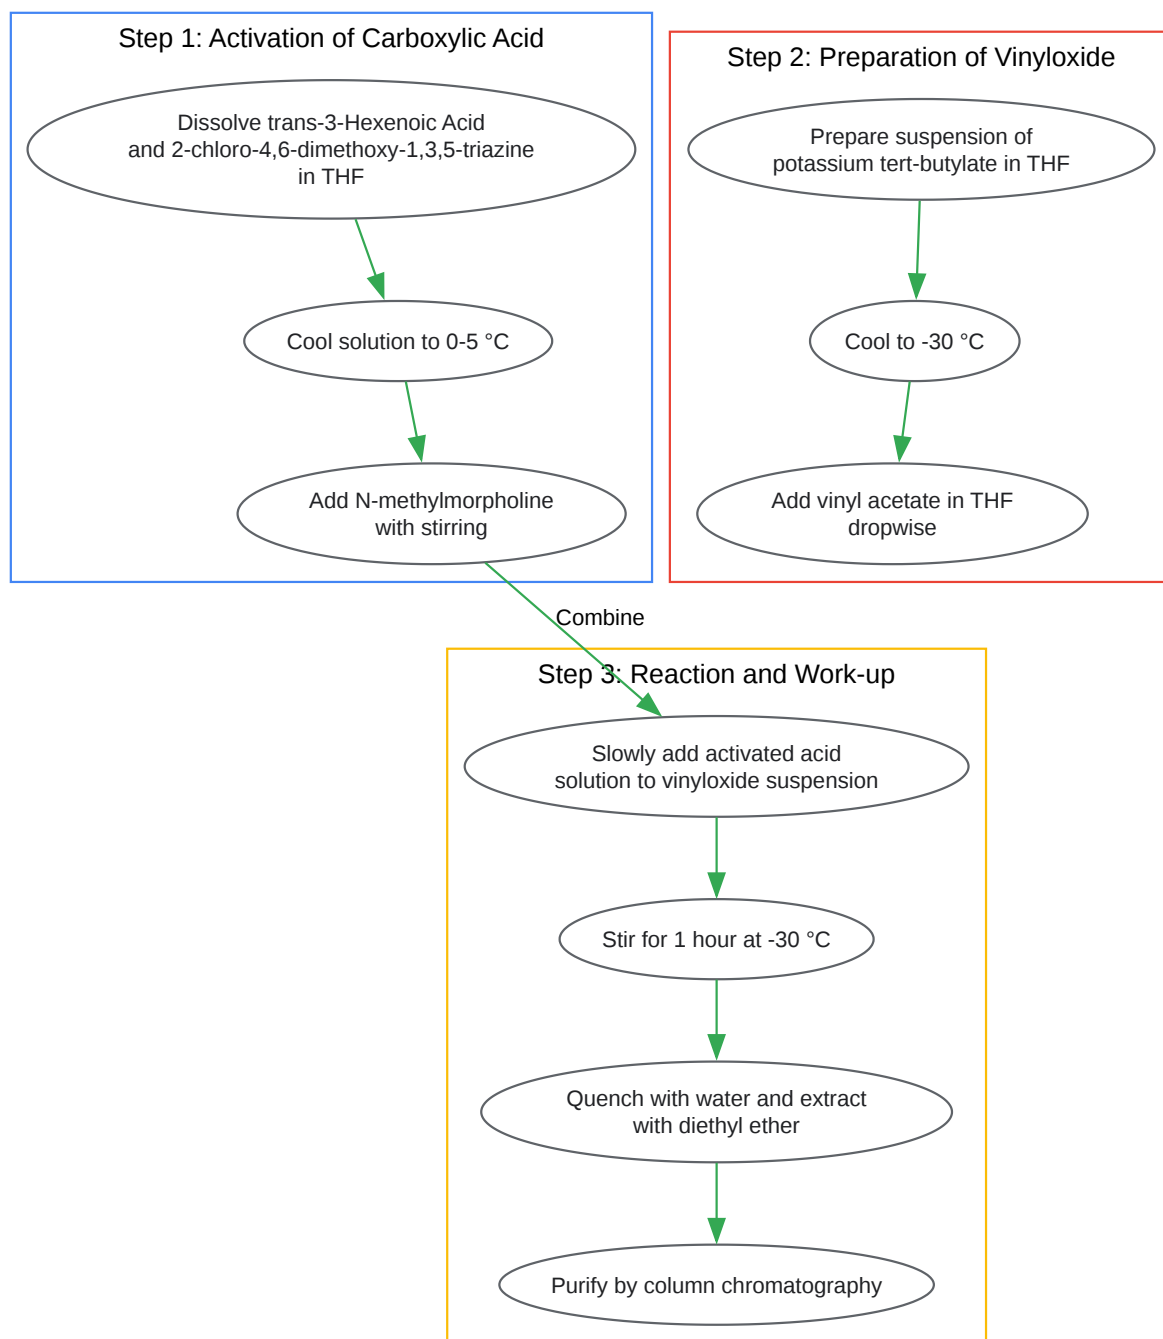 Step 1: Activation of Carboxylic Acid
Dissolve trans-3-Hexenoic Acid
and 2-chloro-4,6-dimethoxy-1,3,5-triazine
in THF
Cool solution to 0-5 °C
Add N-methylmorpholine
with stirring
Step 2: Preparation of Vinyloxide
Prepare suspension of
potassium tert-butylate in THF
Cool to -30 °C
Add vinyl acetate in THF
dropwise
Combine
Step 3: Reaction and Work-up
Slowly add activated acid
solution to vinyloxide suspension
Stir for 1 hour at -30 °C
Quench with water and extract
with diethyl ether
Purify by column chromatography